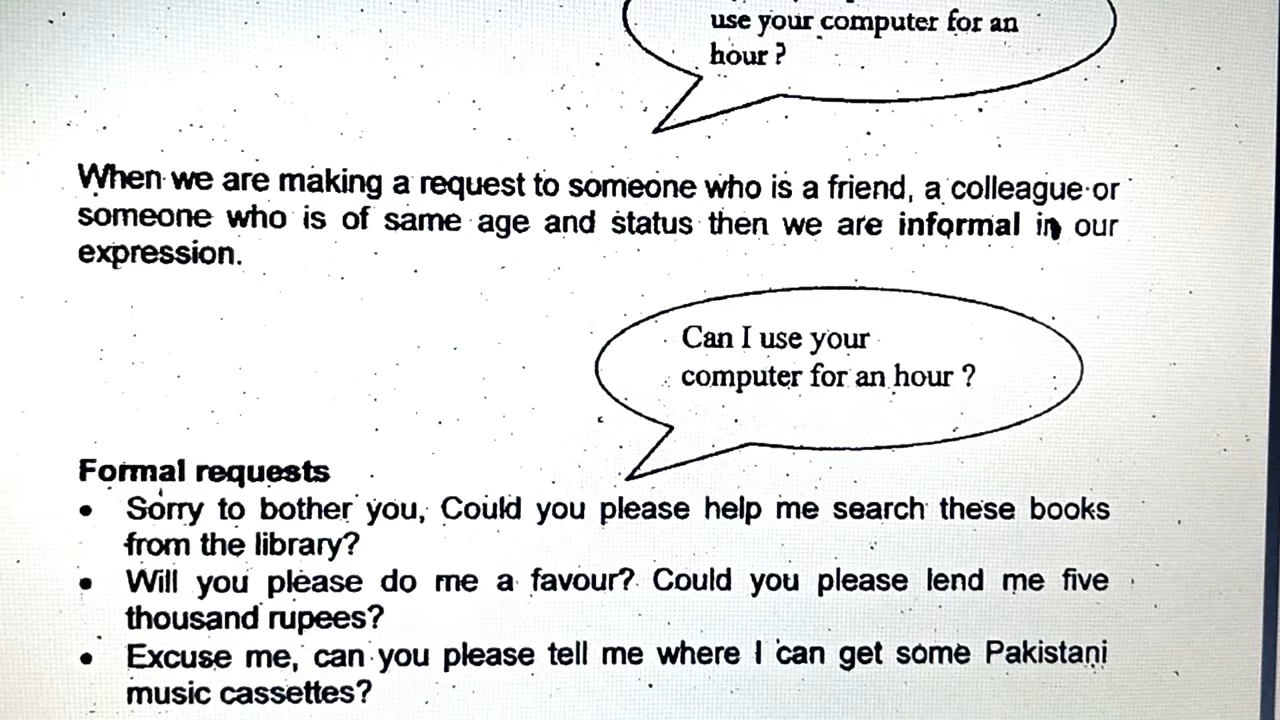 use your computer for an
hour ?
When we are making a request to someone who is a friend, a colleague or
someone who is of same age and status then we are informal in our
expression.
Can I use your
computer for an hour ?
Formal requests
• Sorry to bother you, Could you please help me search these books
from the library?
• Will you please do me a favour? Could you please lend me five
thousand rupees?
• Excuse me, can you please tell me where I can get some Pakistani
music cassettes?